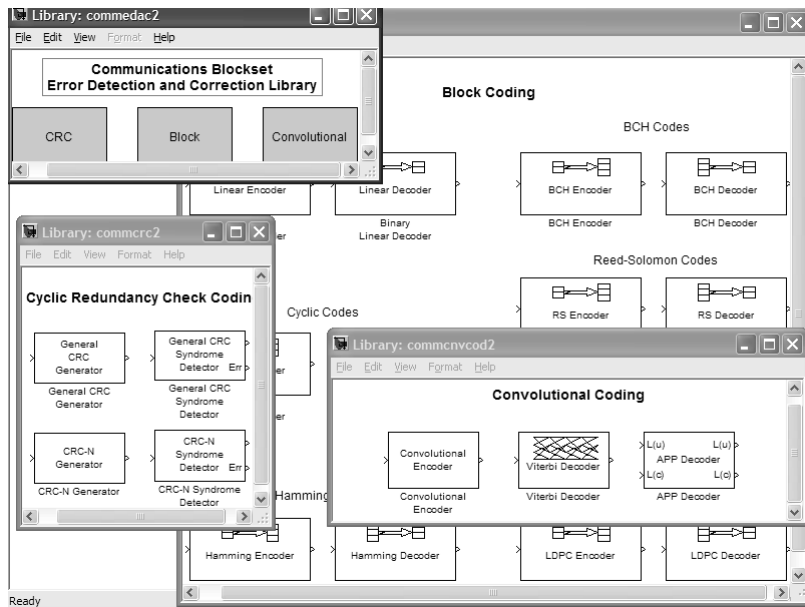 Library: commedac2
File Edit View Format Help
Communications Blockset
Error Detection and Correction Library
CRC
Block
Convolutional
Block Coding
BCH Codes
Linear Encoder
Linear Decoder
Binary
Linear Decoder
BCH Encoder
BCH Encoder
BCH Decoder
BCH Decoder
Reed-Solomon Codes
RS Encoder
RS Decoder
Cyclic Codes
Hamming
Hamming Encoder
Hamming Decoder
LDPC Encoder
LDPC Decoder
Library: commcrc2
File Edit View Format Help
Cyclic Redundancy Check Codin
General
CRC
Generator
General CRC
Generator
General CRC
Syndrome
Detector Err
General CRC
Syndrome
Detector
CRC-N
Generator
CRC-N Generator
CRC-N
Syndrome
Detector Err
CRC-N Syndrome
Detector
Library: commcnvcod2
File Edit View Format Help
Convolutional Coding
Convolutional
Encoder
Convolutional
Encoder
Viterbi Decoder
Viterbi Decoder
L(u) L(u)
APP Decoder
L(c) L(c)
APP Decoder
Ready